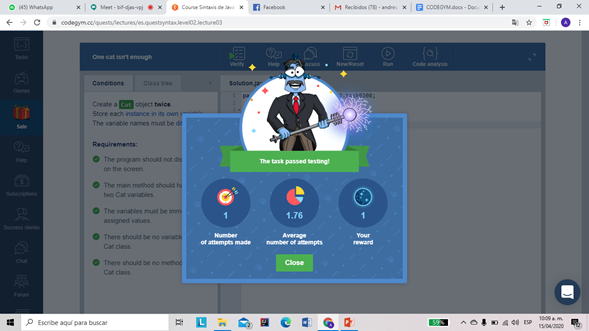 (45) WhatsApp
Meet - bif-djas-vpj
Course Sintaxis de Java
Facebook
Recibidos (78) - andre
CODEGYM.docx - Doc
codegym.cc/quests/lectures/es.questsyntax.level02.lecture03
One cat isn't enough
Verify
Help
New/Reset
Run
Code analysis
Tasks
Games
Sale
Help
Subscriptions
Success stories
Chat
Forum
Conditions
Class tree
Solution.jav
Create a Cat object twice.
Store each instance in its own
The variable names must be
Requirements:
The program should not
on the screen.
The main method should
two Cat variables.
The variables must be
assigned values.
There should be no
Cat class.
There should be no
Cat class.
The task passed testing!
1
1.76
1
Number
of attempts made
Average
number of attempts
Your
reward
Close
Escribe aquí para buscar
59%
ESP
10:09 a. m.
15/04/2020